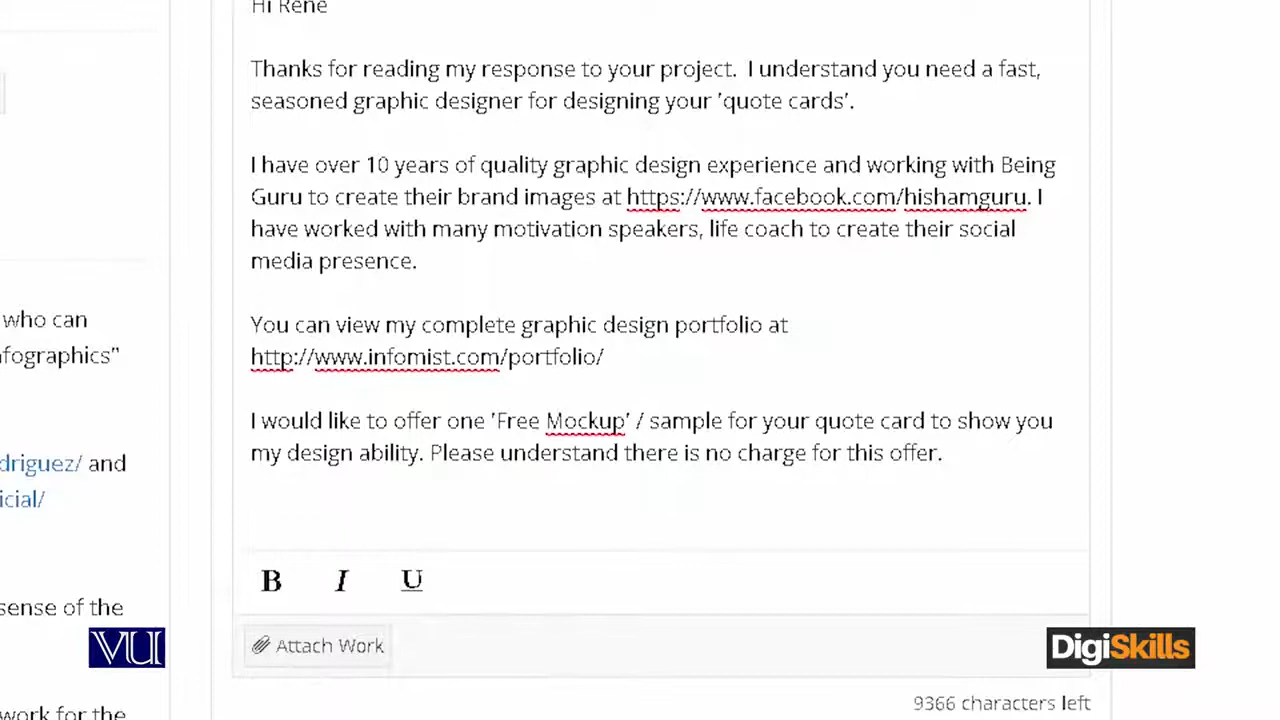 Hi Rene
Thanks for reading my response to your project.  I understand you need a fast,
seasoned graphic designer for designing your 'quote cards'.
I have over 10 years of quality graphic design experience and working with Being
Guru to create their brand images at https://www.facebook.com/hishamguru. I
have worked with many motivation speakers, life coach to create their social
media presence.
You can view my complete graphic design portfolio at
http://www.infomist.com/portfolio/
I would like to offer one 'Free Mockup' / sample for your quote card to show you
my design ability. Please understand there is no charge for this offer.
B I U
Attach Work
9366 characters left
who can
nfographics"
driguez/ and
icial/
sense of the
work for the
VU
DigiSkills